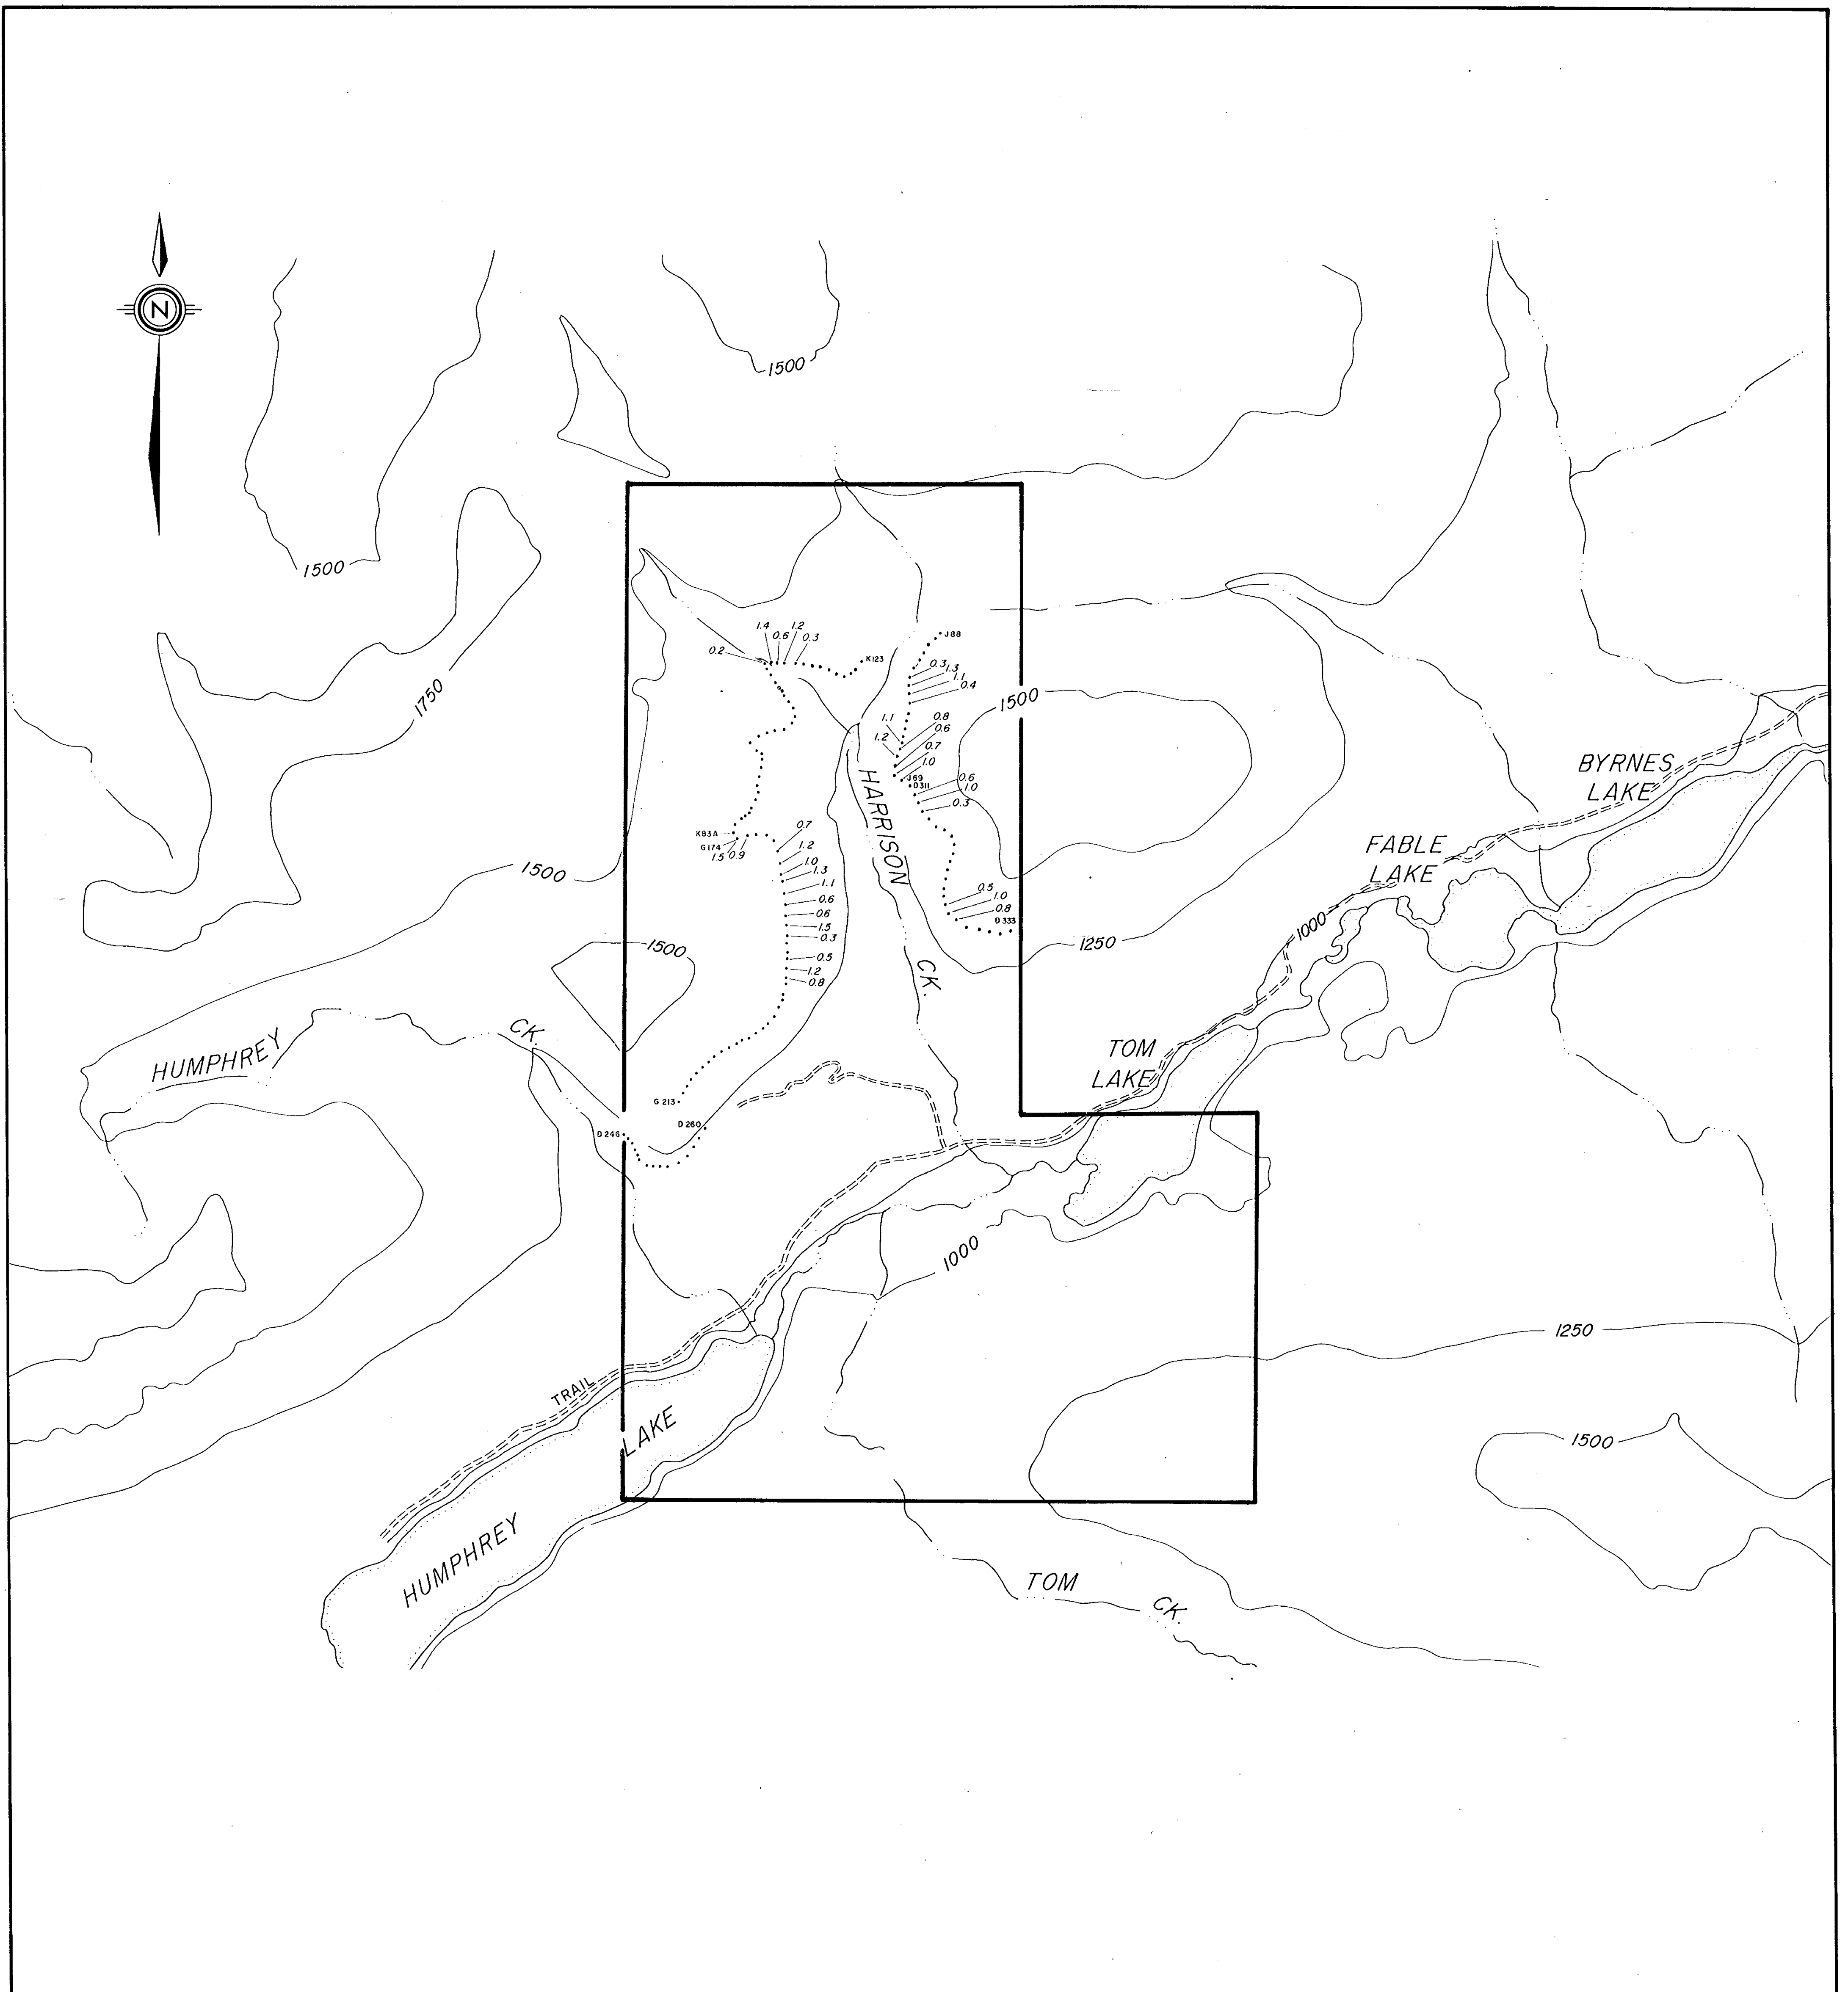 N
1500
1500
1750
1.4
0.6
1.2
0.3
0.2
K123
J88
0.3
1.3
1.1
0.4
1500
1.1
1.2
0.8
0.6
0.7
1.0
J69
D311
0.6
1.0
0.3
HARRISON
CK.
BYRNES
LAKE
FABLE
LAKE
K83A
G174
1.5
0.9
0.7
1.2
1.0
1.3
1.1
0.6
0.6
1.5
0.3
0.5
1.2
0.8
0.5
1.0
0.8
D 333
1500
1500
1250
1000
HUMPHREY
CK.
TOM
LAKE
G 213
D 260
D 246
1000
1250
TRAIL
LAKE
HUMPHREY
1500
TOM
CK.